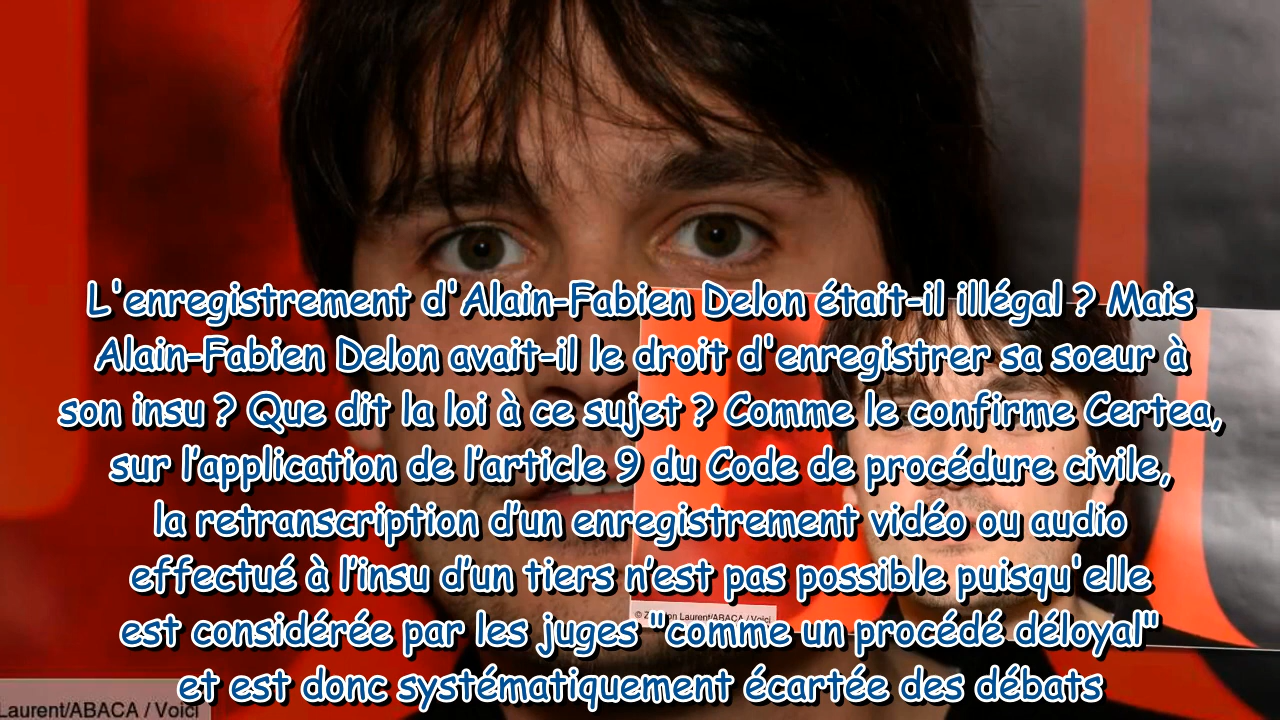 L'enregistrement d'Alain-Fabien Delon était-il illégal ? Mais
Alain-Fabien Delon avait-il le droit d'enregistrer sa soeur à
son insu ? Que dit la loi à ce sujet ? Comme le confirme Certea,
sur l’application de l’article 9 du Code de procédure civile,
la retranscription d’un enregistrement vidéo ou audio
effectué à l’insu d’un tiers n’est pas possible puisqu'elle
est considérée par les juges "comme un procédé déloyal"
et est donc systématiquement écartée des débats
Laurent/ABACA / Voici
Laurent/ABACA / Voici